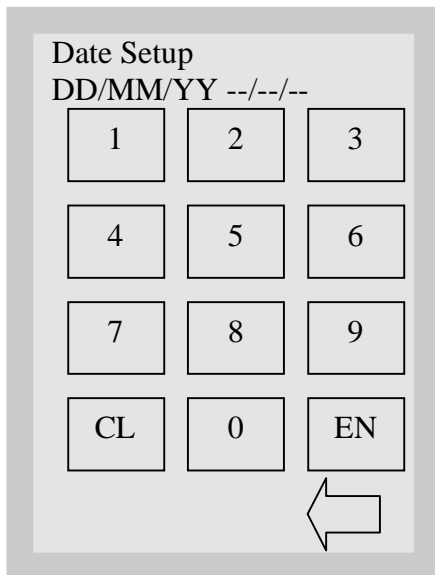 Date Setup
DD/MM/YY --/--/--
1 2 3
4 5 6
7 8 9
CL 0 EN